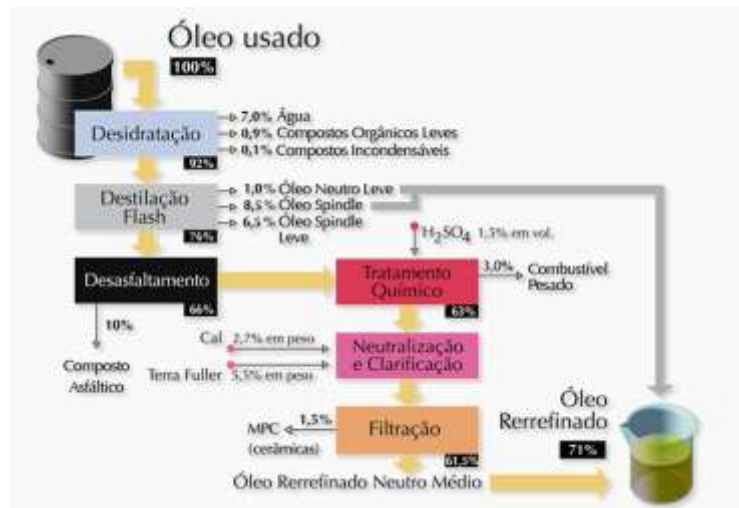 Óleo usado
100%
Desidratação
92%
7,0% Água
0,9% Compostos Orgânicos Leves
0,1% Compostos Incondensáveis
Destilação
Flash
76%
1,0% Óleo Neutro Leve
8,5% Óleo Spindle
6,5% Óleo Spindle
Leve
H2SO4 1,5% em vol.
Desasfaltamento
66%
Tratamento
Químico
63%
3,0% Combustível
Pesado
10%
Composto
Asfáltico
Cal 2,7% em peso
Terra Fuller 5,5% em peso
Neutralização
e Clarificação
Filtração
61,5%
1,5%
MPC
(cerâmicas)
Óleo
Rerrefinado
71%
Óleo Rerrefinado Neutro Médio